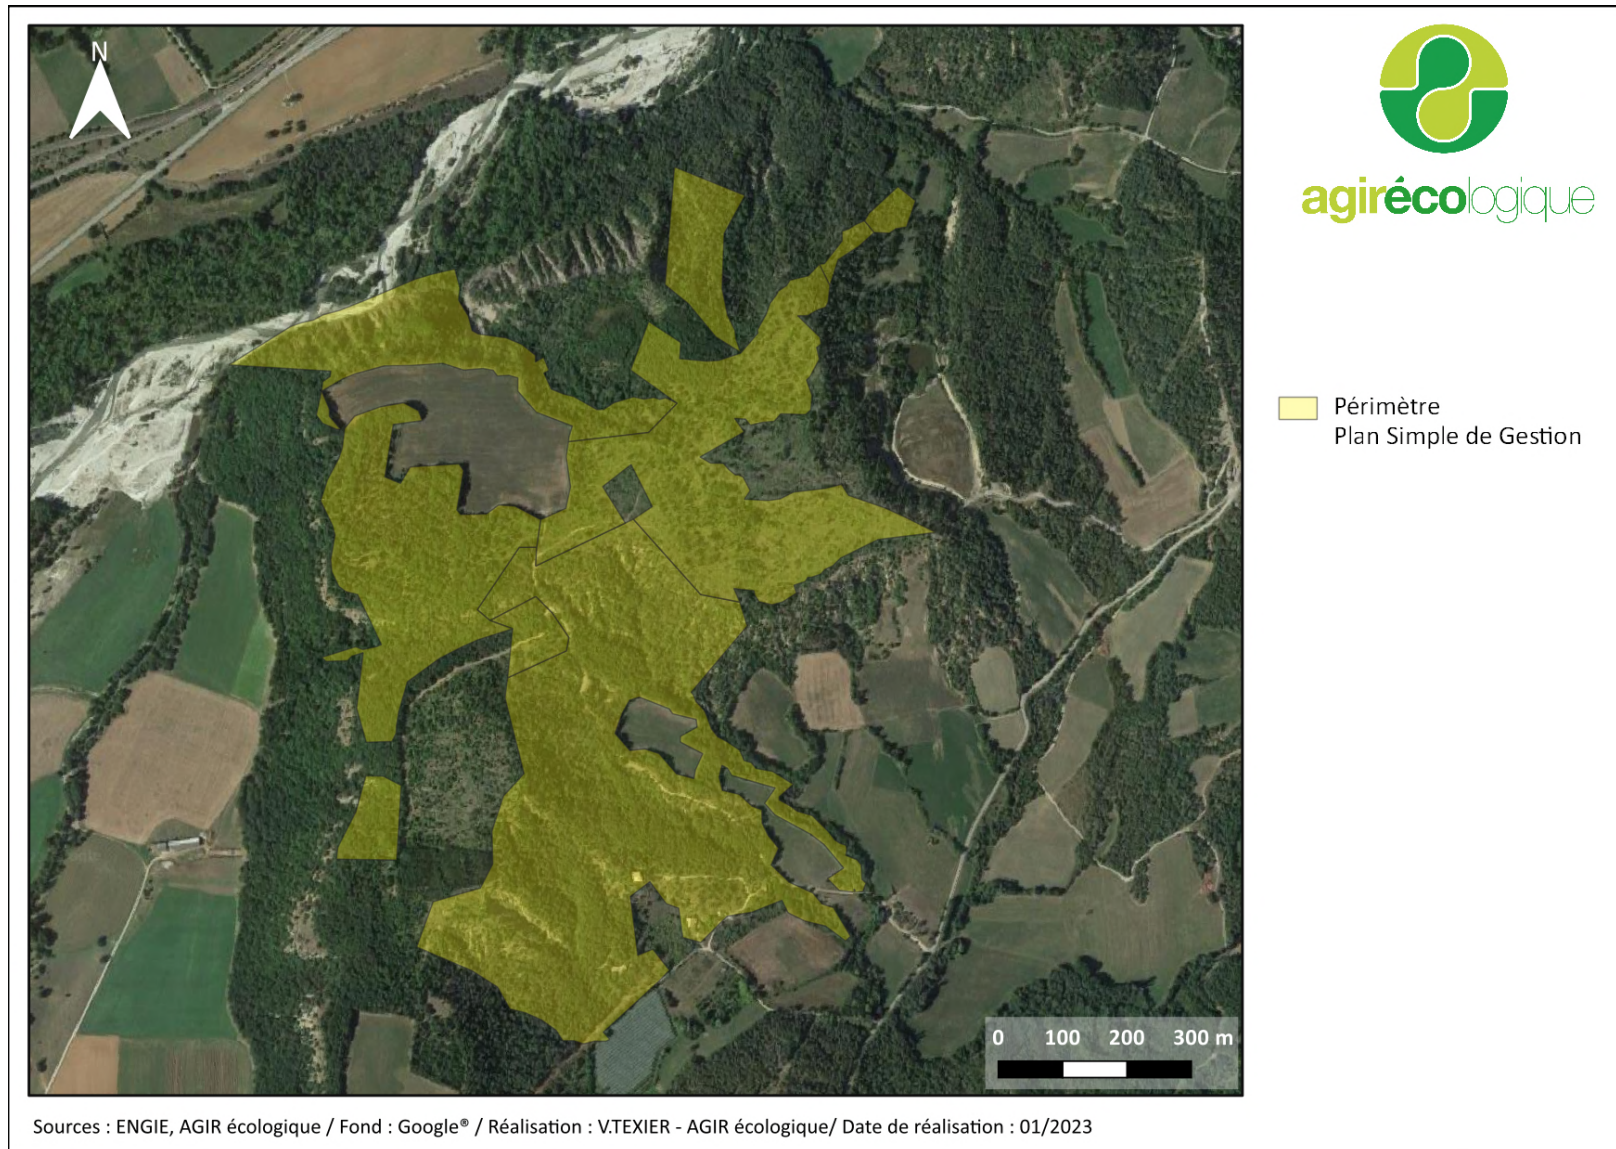 N
agirécologique
Périmètre
Plan Simple de Gestion
0 100 200 300 m
Sources : ENGIE, AGIR écologique / Fond : Google® / Réalisation : V.TEXIER - AGIR écologique/ Date de réalisation : 01/2023